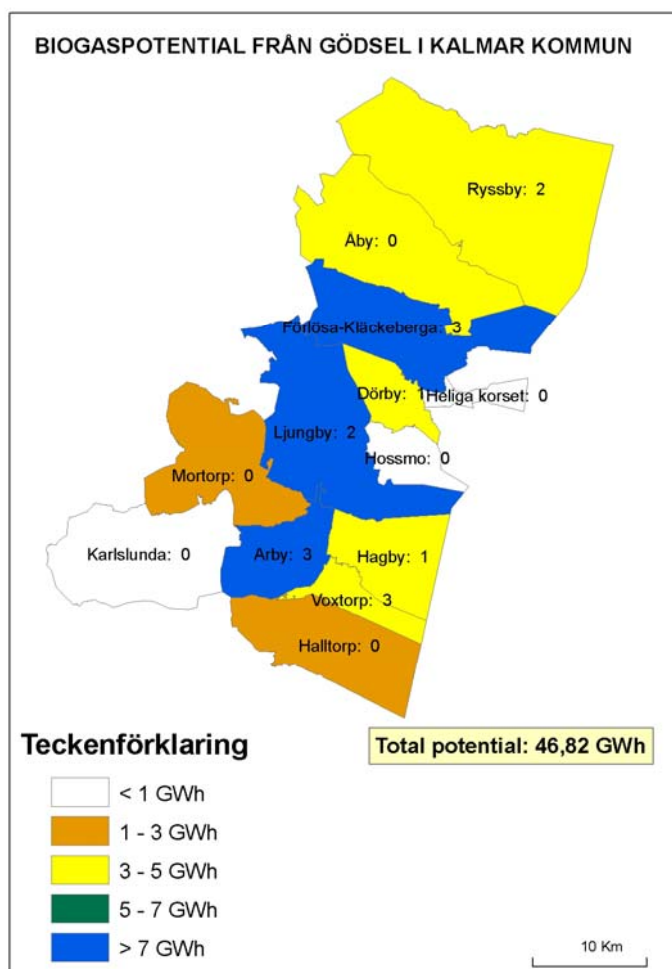 BIOGASPOTENTIAL FRÅN GÖDSEL I KALMAR KOMMUN
Ryssby: 2
Åby: 0
Förlösa-Kläckeberga: 3
Dörby: 1
Heliga korset: 0
Ljungby: 2
Hossmo: 0
Mortorp: 0
Karlslunda: 0
Arby: 3
Hagby: 1
Voxtorp: 3
Halltorp: 0
Teckenförklaring
Total potential: 46,82 GWh
< 1 GWh
1 - 3 GWh
3 - 5 GWh
5 - 7 GWh
> 7 GWh
10 Km